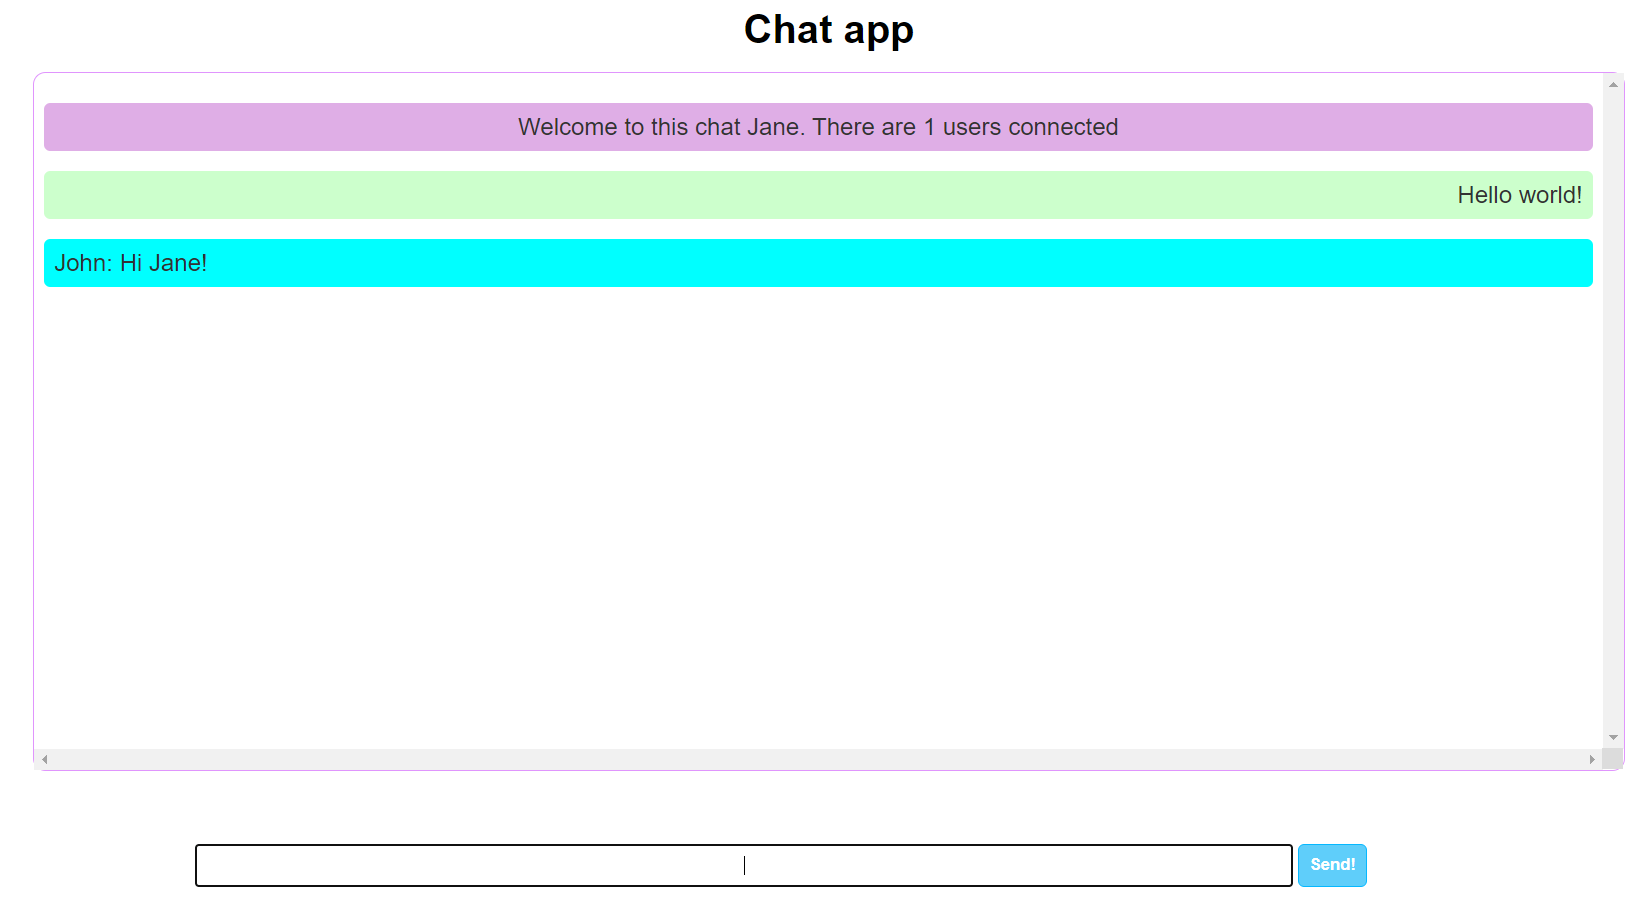 Chat app
Welcome to this chat Jane. There are 1 users connected
Hello world!
John: Hi Jane!
Send!